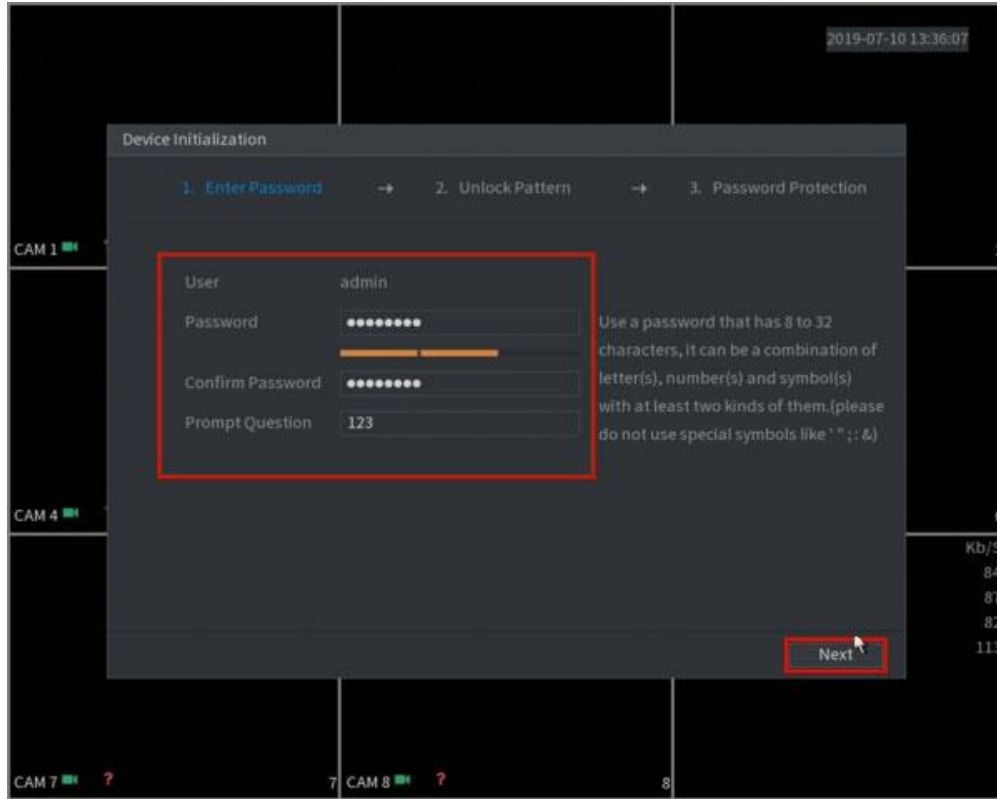 2019-07-10 13:36:07
Device Initialization
1. Enter Password → 2. Unlock Pattern → 3. Password Protection
CAM 1
User admin
Password ●●●●●●●●
Use a password that has 8 to 32
characters, it can be a combination of
letter(s), number(s) and symbol(s)
with at least two kinds of them.(please
do not use special symbols like ' " ; : &)
Confirm Password ●●●●●●●●
Prompt Question 123
CAM 4
Kb/S
84
87
82
113
Next
CAM 7 ? 7
CAM 8 ? 8